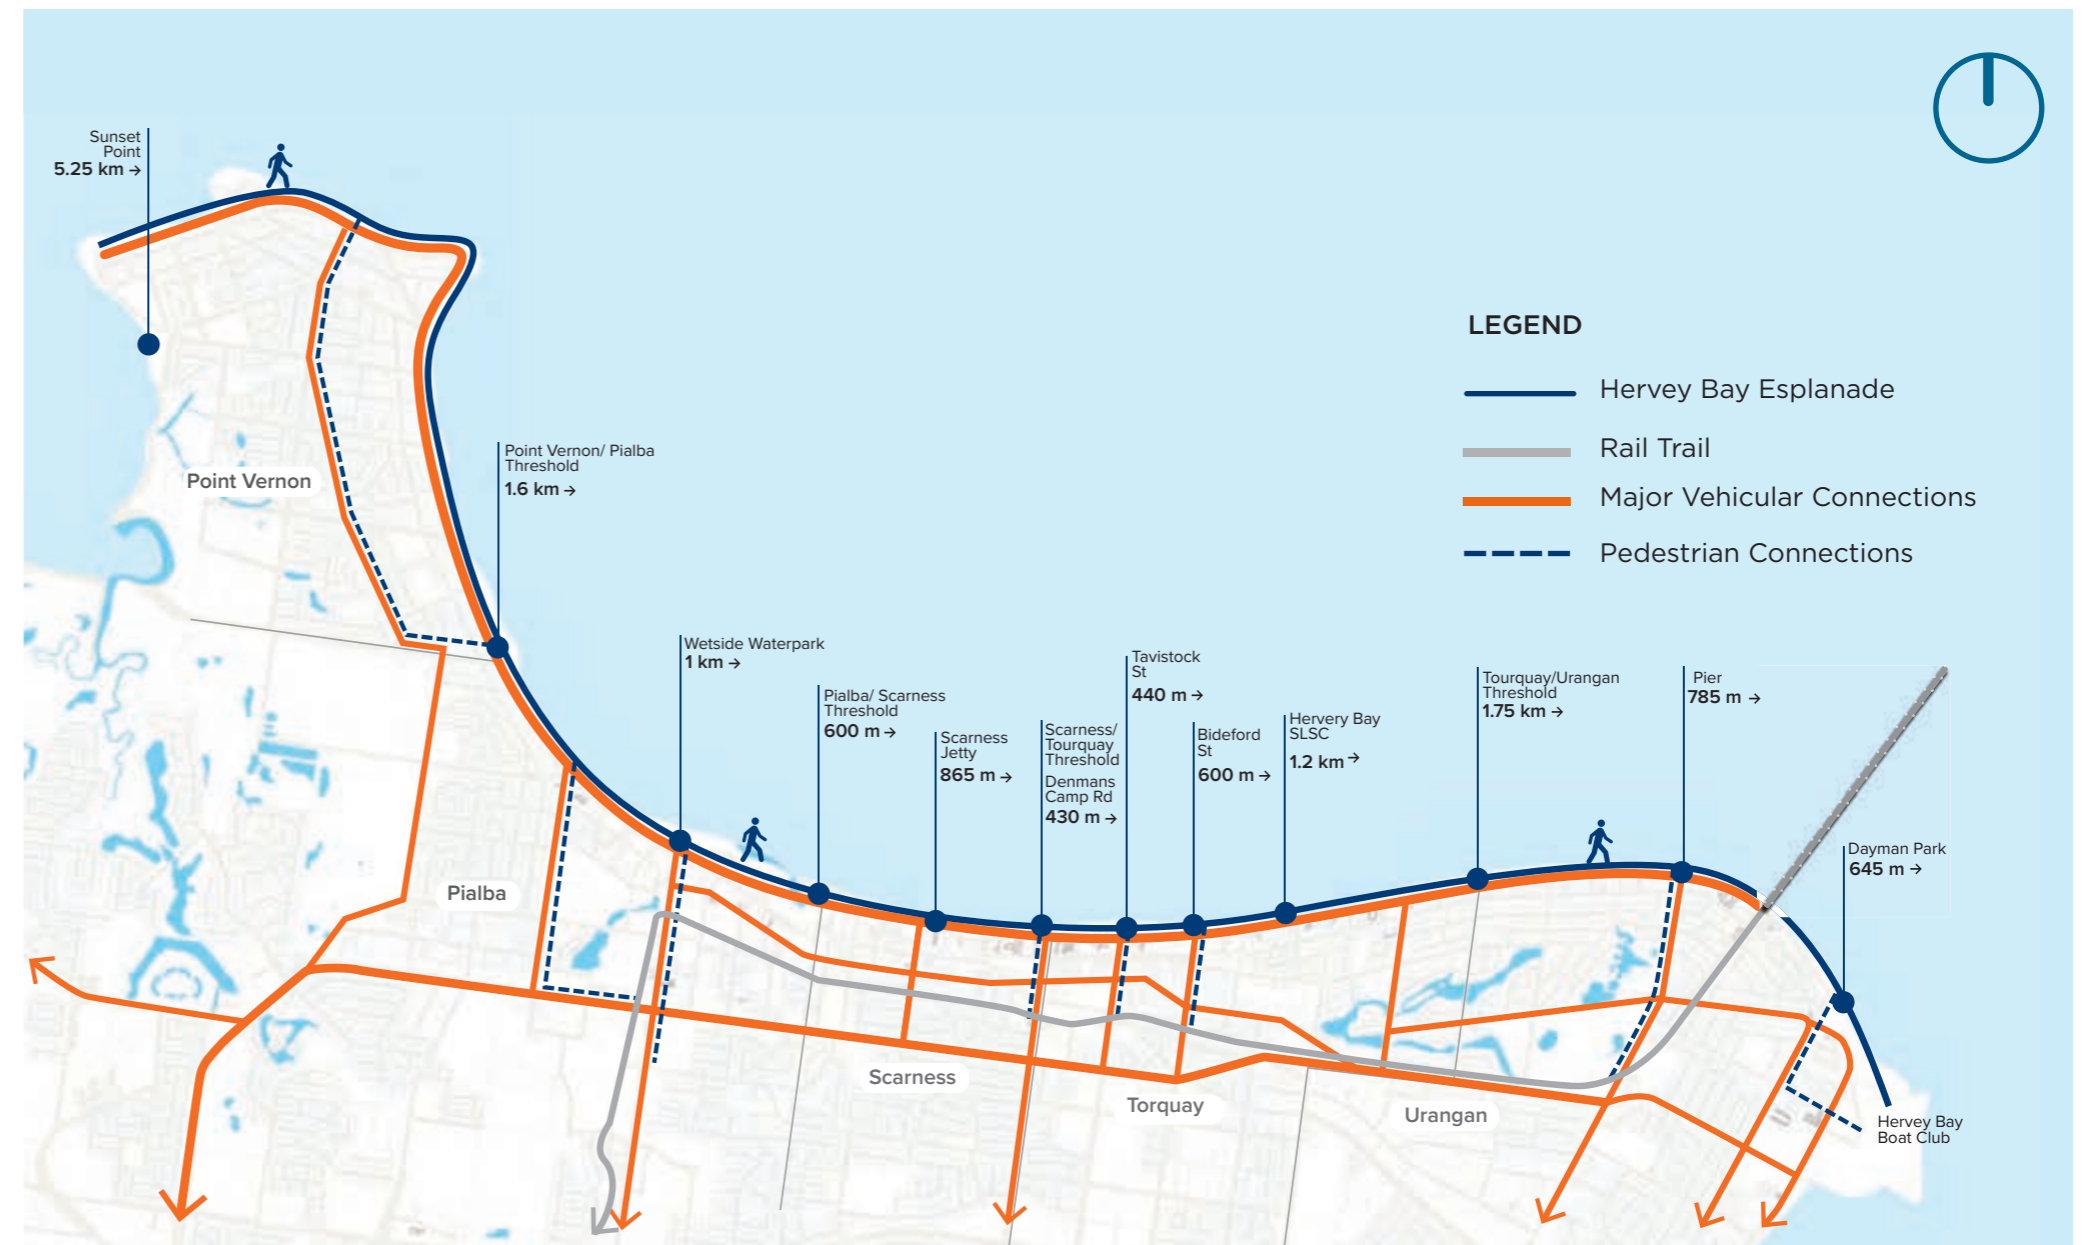 Sunset
Point
5.25 km →
LEGEND
Hervey Bay Esplanade
Rail Trail
Major Vehicular Connections
Pedestrian Connections
Point Vernon
Point Vernon/ Pialba
Threshold
1.6 km →
Wetside Waterpark
1 km →
Pialba/ Scarness
Threshold
600 m →
Scarness
Jetty
865 m →
Scarness/
Tourquay
Threshold
Denmans
Camp Rd
430 m →
Tavistock
St
440 m →
Bideford
St
600 m →
Hervery Bay
SLSC
1.2 km →
Tourquay/Urangan
Threshold
1.75 km →
Pier
785 m →
Dayman Park
645 m →
Pialba
Scarness
Torquay
Urangan
Hervey Bay
Boat Club